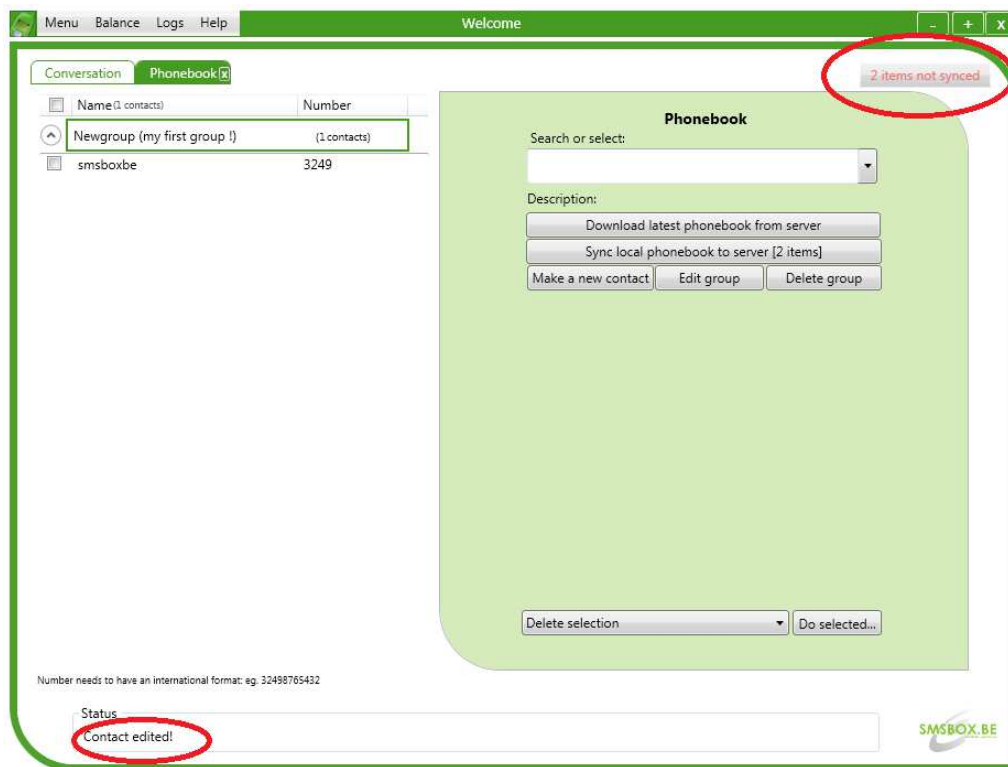 Menu Balance Logs Help Welcome - + x
Conversation Phonebook x 2 items not synced
Name (1 contacts) Number
Newgroup (my first group !) (1 contacts)
smsboxbe 3249
Phonebook
Search or select:
Description:
Download latest phonebook from server
Sync local phonebook to server [2 items]
Make a new contact Edit group Delete group
Delete selection Do selected...
Number needs to have an international format: eg. 32498765432
Status
Contact edited!
SMSBOX.BE